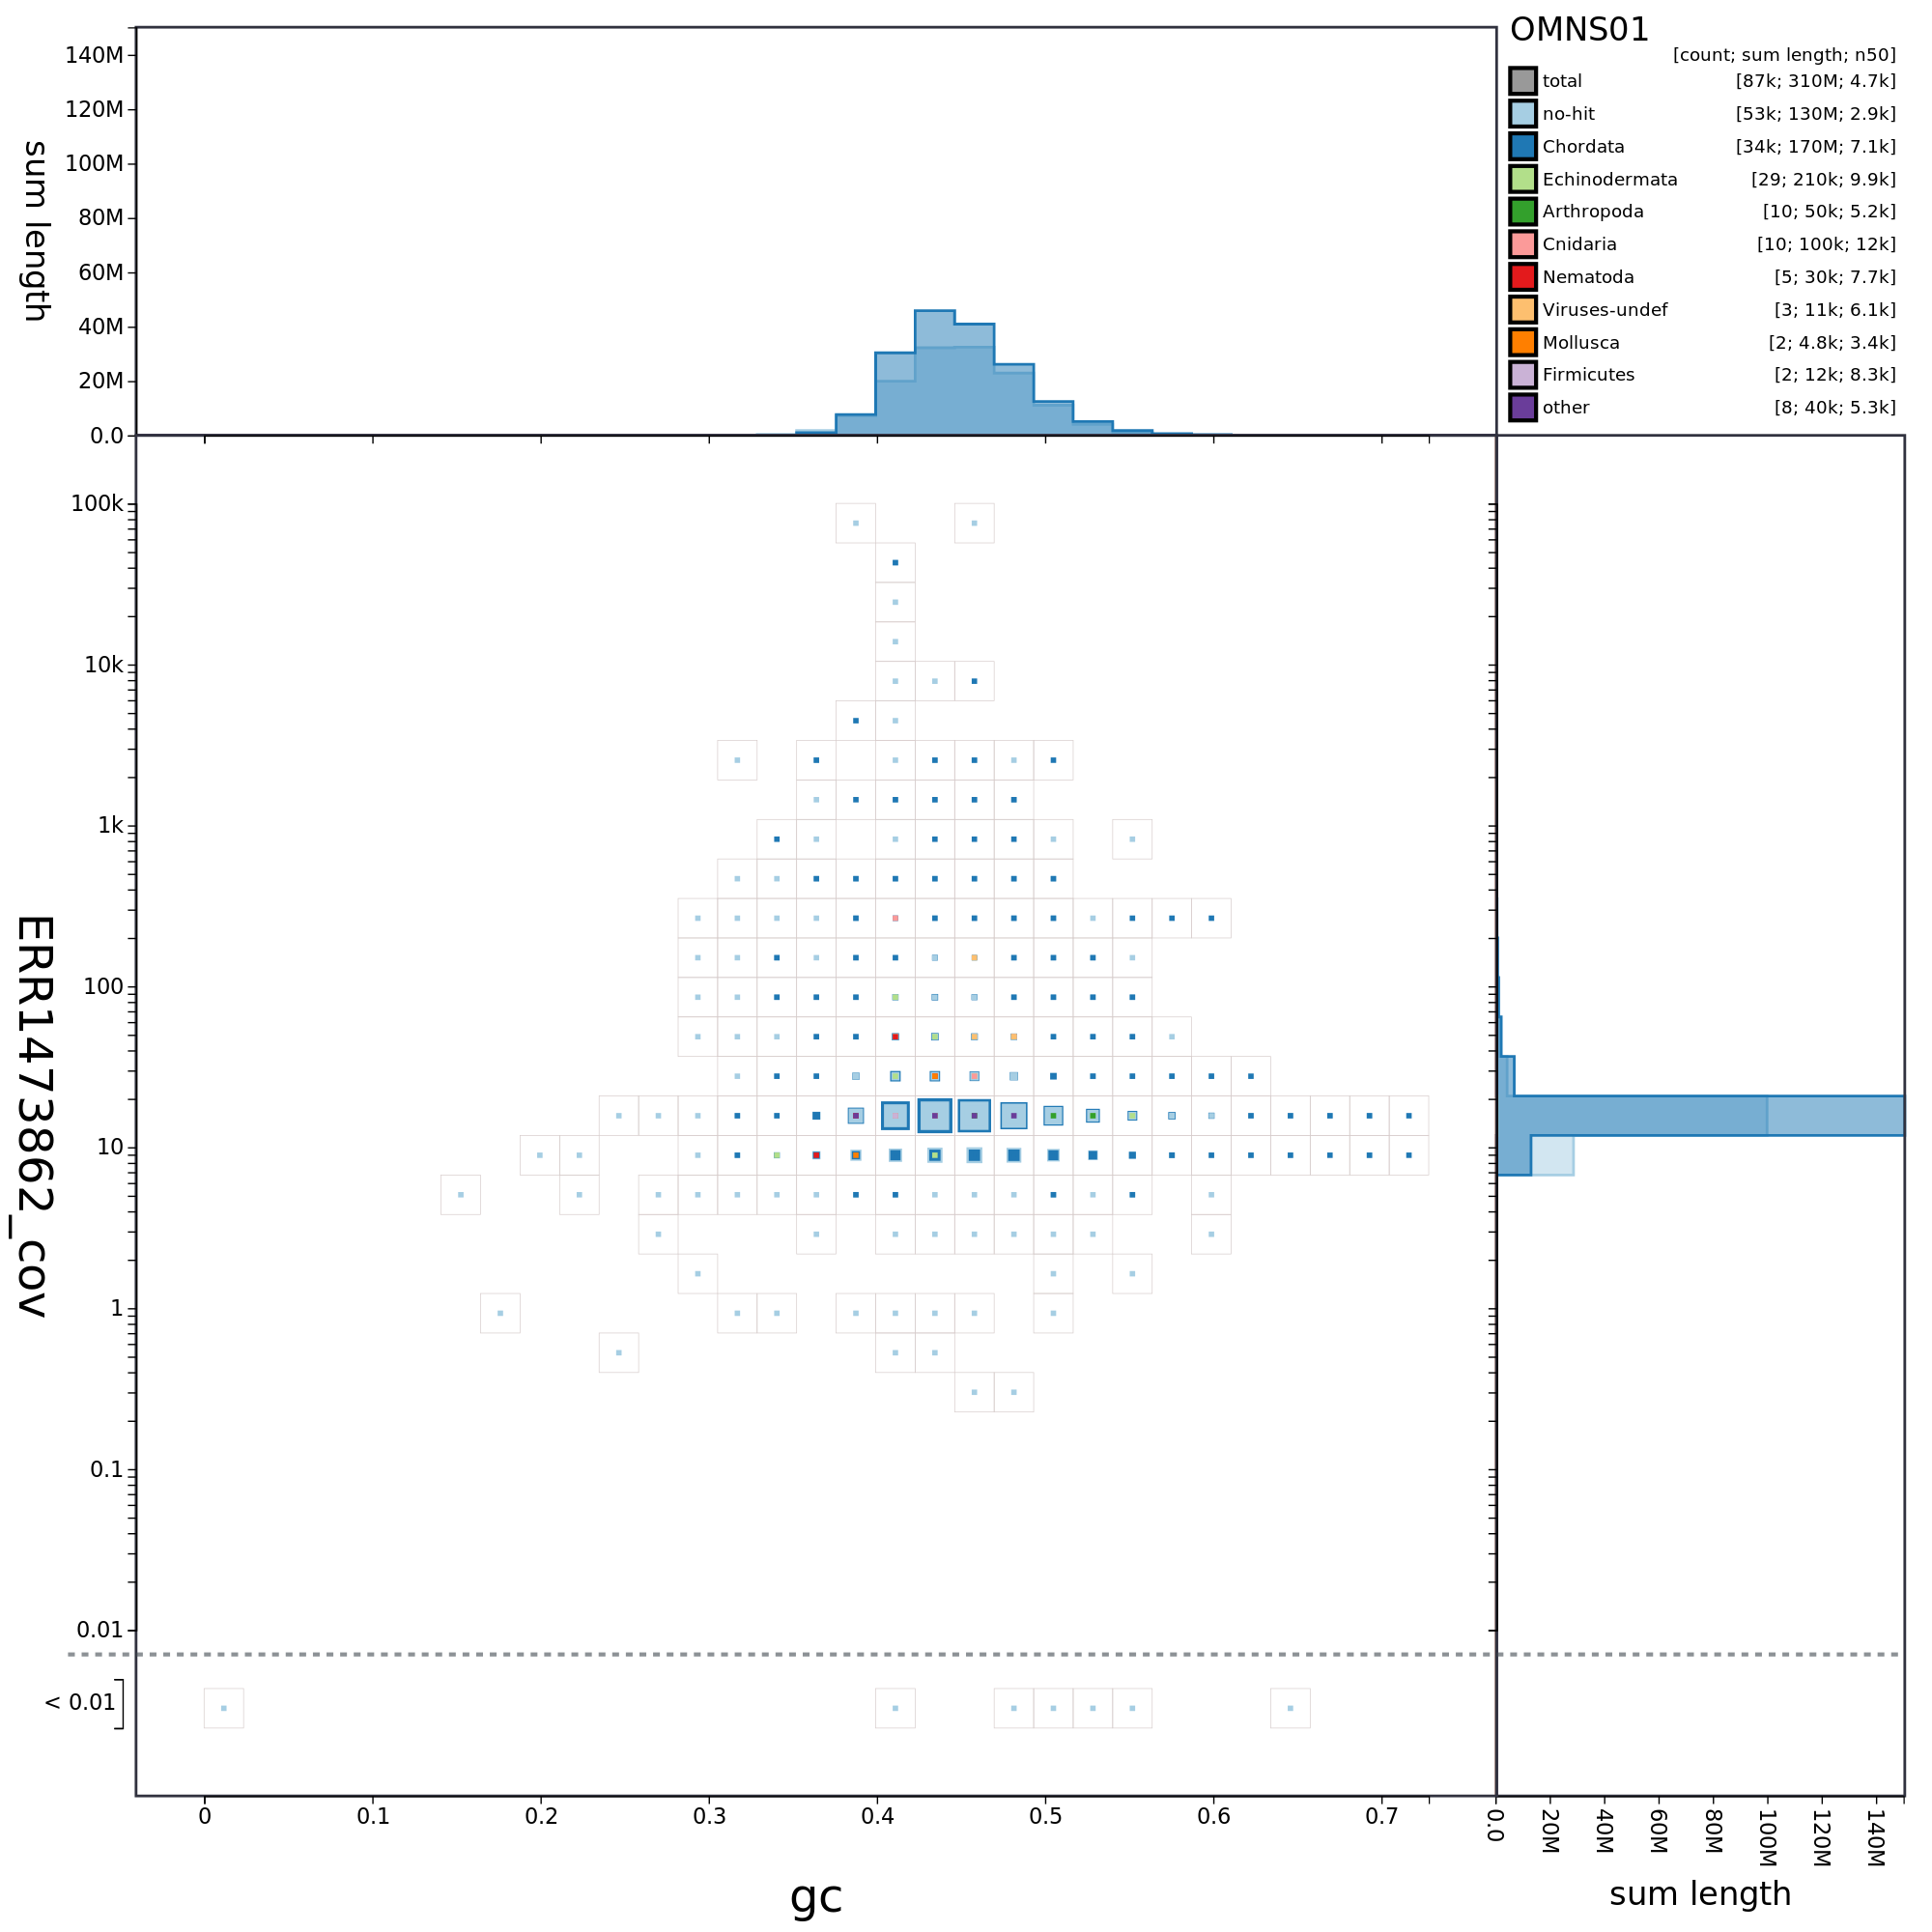 OMNS01
[count; sum length; n50]
total [87k; 310M; 4.7k]
no-hit [53k; 130M; 2.9k]
Chordata [34k; 170M; 7.1k]
Echinodermata [29; 210k; 9.9k]
Arthropoda [10; 50k; 5.2k]
Cnidaria [10; 100k; 12k]
Nematoda [5; 30k; 7.7k]
Viruses-undef [3; 11k; 6.1k]
Mollusca [2; 4.8k; 3.4k]
Firmicutes [2; 12k; 8.3k]
other [8; 40k; 5.3k]
sum length
140M
120M
100M
80M
60M
40M
20M
0.0
ERR1473862_cov
100k
10k
1k
100
10
1
0.1
0.01
< 0.01
0 0.1 0.2 0.3 0.4 0.5 0.6 0.7
gc
0.0 20M 40M 60M 80M 100M 120M 140M
sum length